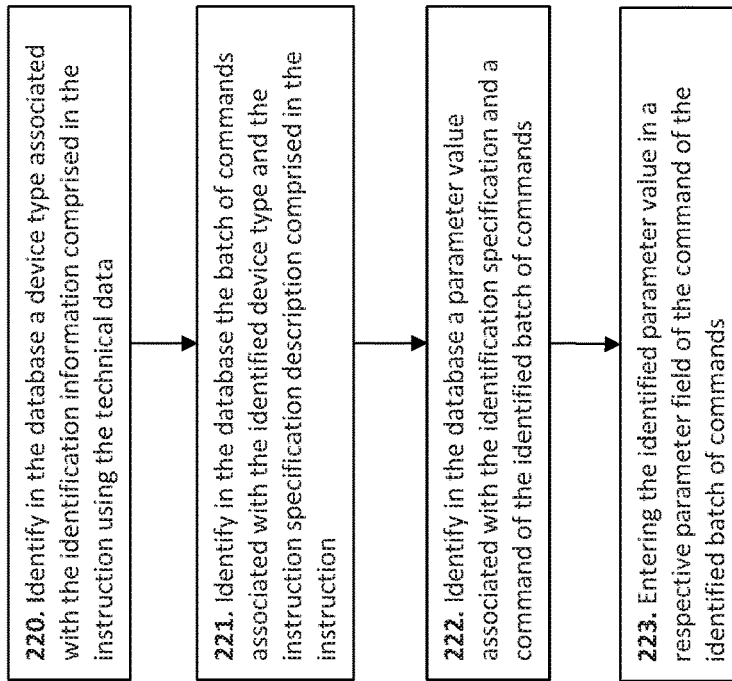 220. Identify in the database a device type associated
with the identification information comprised in the
instruction using the technical data
221. Identify in the database the batch of commands
associated with the identified device type and the
instruction specification description comprised in the
instruction
222. Identify in the database a parameter value
associated with the identification specification and a
command of the identified batch of commands
223. Entering the identified parameter value in a
respective parameter field of the command of the
identified batch of commands